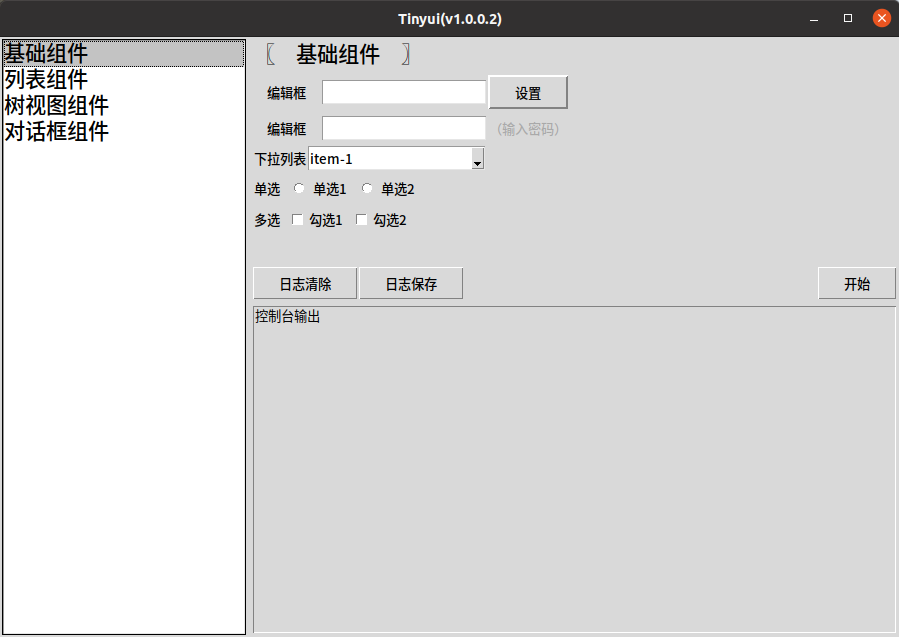 Tinyui(v1.0.0.2)
基础组件
列表组件
树视图组件
对话框组件
〖 基础组件 〗
编辑框 设置
编辑框 (输入密码)
下拉列表 item-1
单选 单选1 单选2
多选 勾选1 勾选2
日志清除 日志保存 开始
控制台输出